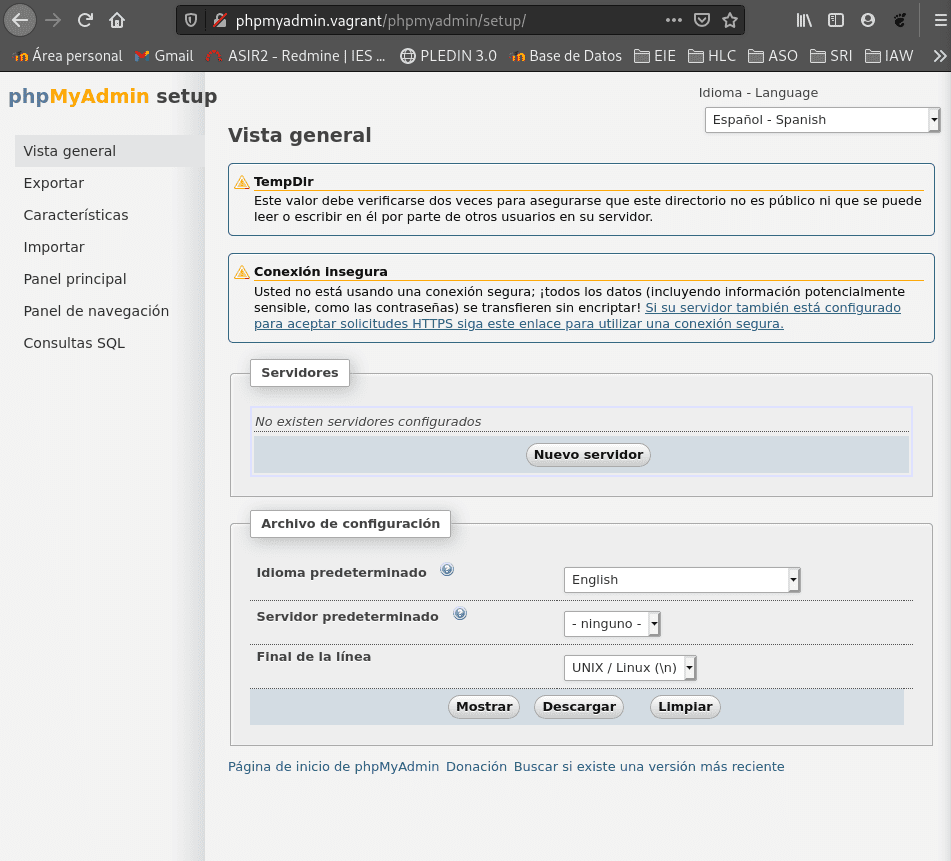 phpmyadmin.vagrant/phpmyadmin/setup/
Área personal Gmail ASIR2 - Redmine | IES ... PLEDIN 3.0 Base de Datos EIE HLC ASO SRI IAW
phpMyAdmin setup
Idioma - Language
Español - Spanish
Vista general
Exportar
Características
Importar
Panel principal
Panel de navegación
Consultas SQL
Vista general
TempDir
Este valor debe verificarse dos veces para asegurarse que este directorio no es público ni que se puede
leer o escribir en él por parte de otros usuarios en su servidor.
Conexión insegura
Usted no está usando una conexión segura; ¡todos los datos (incluyendo información potencialmente
sensible, como las contraseñas) se transfieren sin encriptar! Si su servidor también está configurado
para aceptar solicitudes HTTPS siga este enlace para utilizar una conexión segura.
Servidores
No existen servidores configurados
Nuevo servidor
Archivo de configuración
Idioma predeterminado English
Servidor predeterminado - ninguno -
Final de la línea UNIX / Linux (\n)
Mostrar Descargar Limpiar
Página de inicio de phpMyAdmin Donación Buscar si existe una versión más reciente